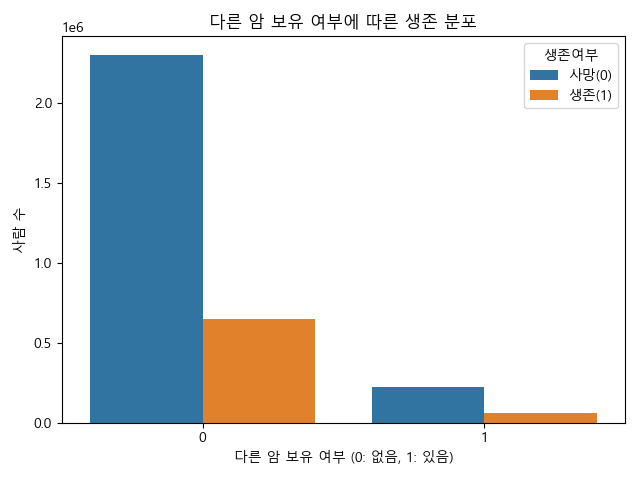 다른 암 보유 여부에 따른 생존 분포
1e6
생존여부
사망(0)
생존(1)
2.0
1.5
1.0
0.5
0.0
사람 수
0
1
다른 암 보유 여부 (0: 없음, 1: 있음)